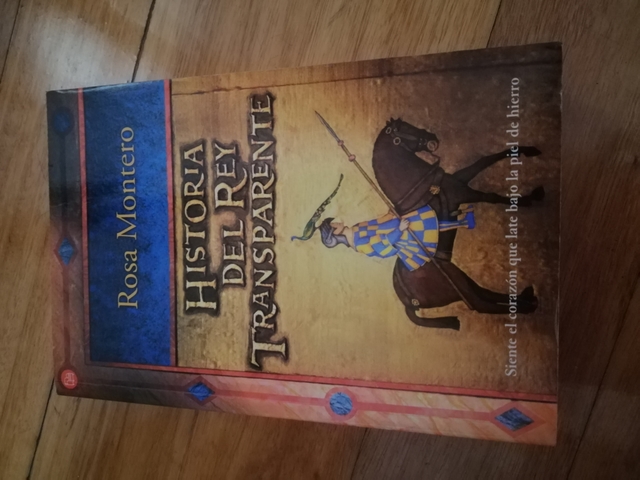 Rosa Montero
HISTORIA
DEL REY
TRANSPARENTE
Siente el corazón que late bajo la piel de hierro